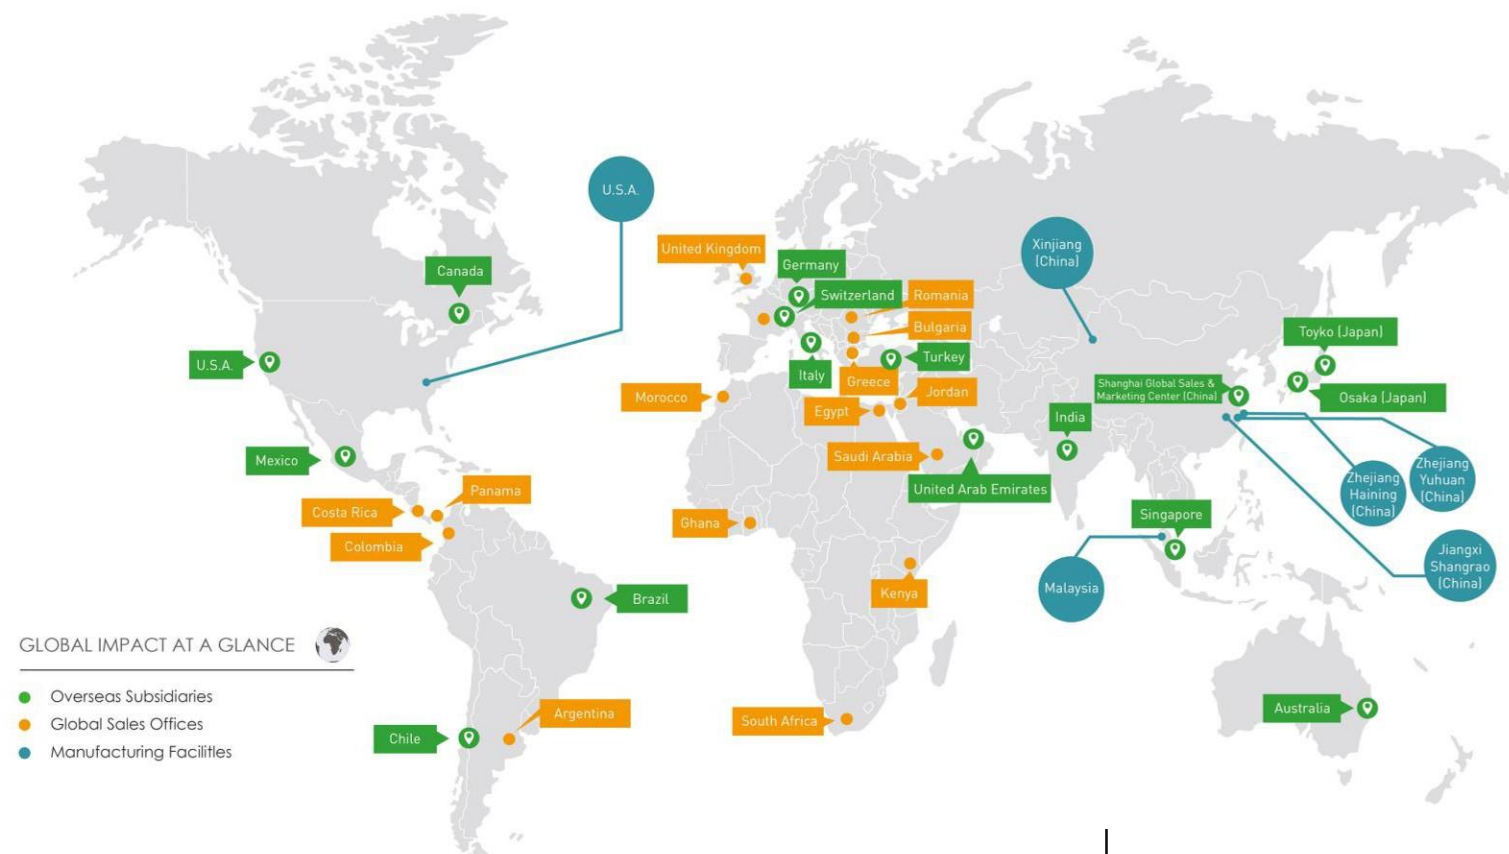 U.S.A.
Xinjiang
(China)
United Kingdom
Germany
Canada
Switzerland
Romania
Bulgaria
Toyko (Japan)
U.S.A.
Italy
Greece
Turkey
Shanghai Global Sales &
Marketing Center (China)
Osaka (Japan)
Morocco
Egypt
Jordan
India
Mexico
Saudi Arabia
United Arab Emirates
Zhejiang
Haining
(China)
Zhejiang
Yuhuan
(China)
Panama
Costa Rica
Colombia
Ghana
Singapore
Jiangxi
Shangrao
(China)
Malaysia
Kenya
Brazil
GLOBAL IMPACT AT A GLANCE
Overseas Subsidiaries
Global Sales Offices
Manufacturing Facilities
Argentina
Chile
South Africa
Australia